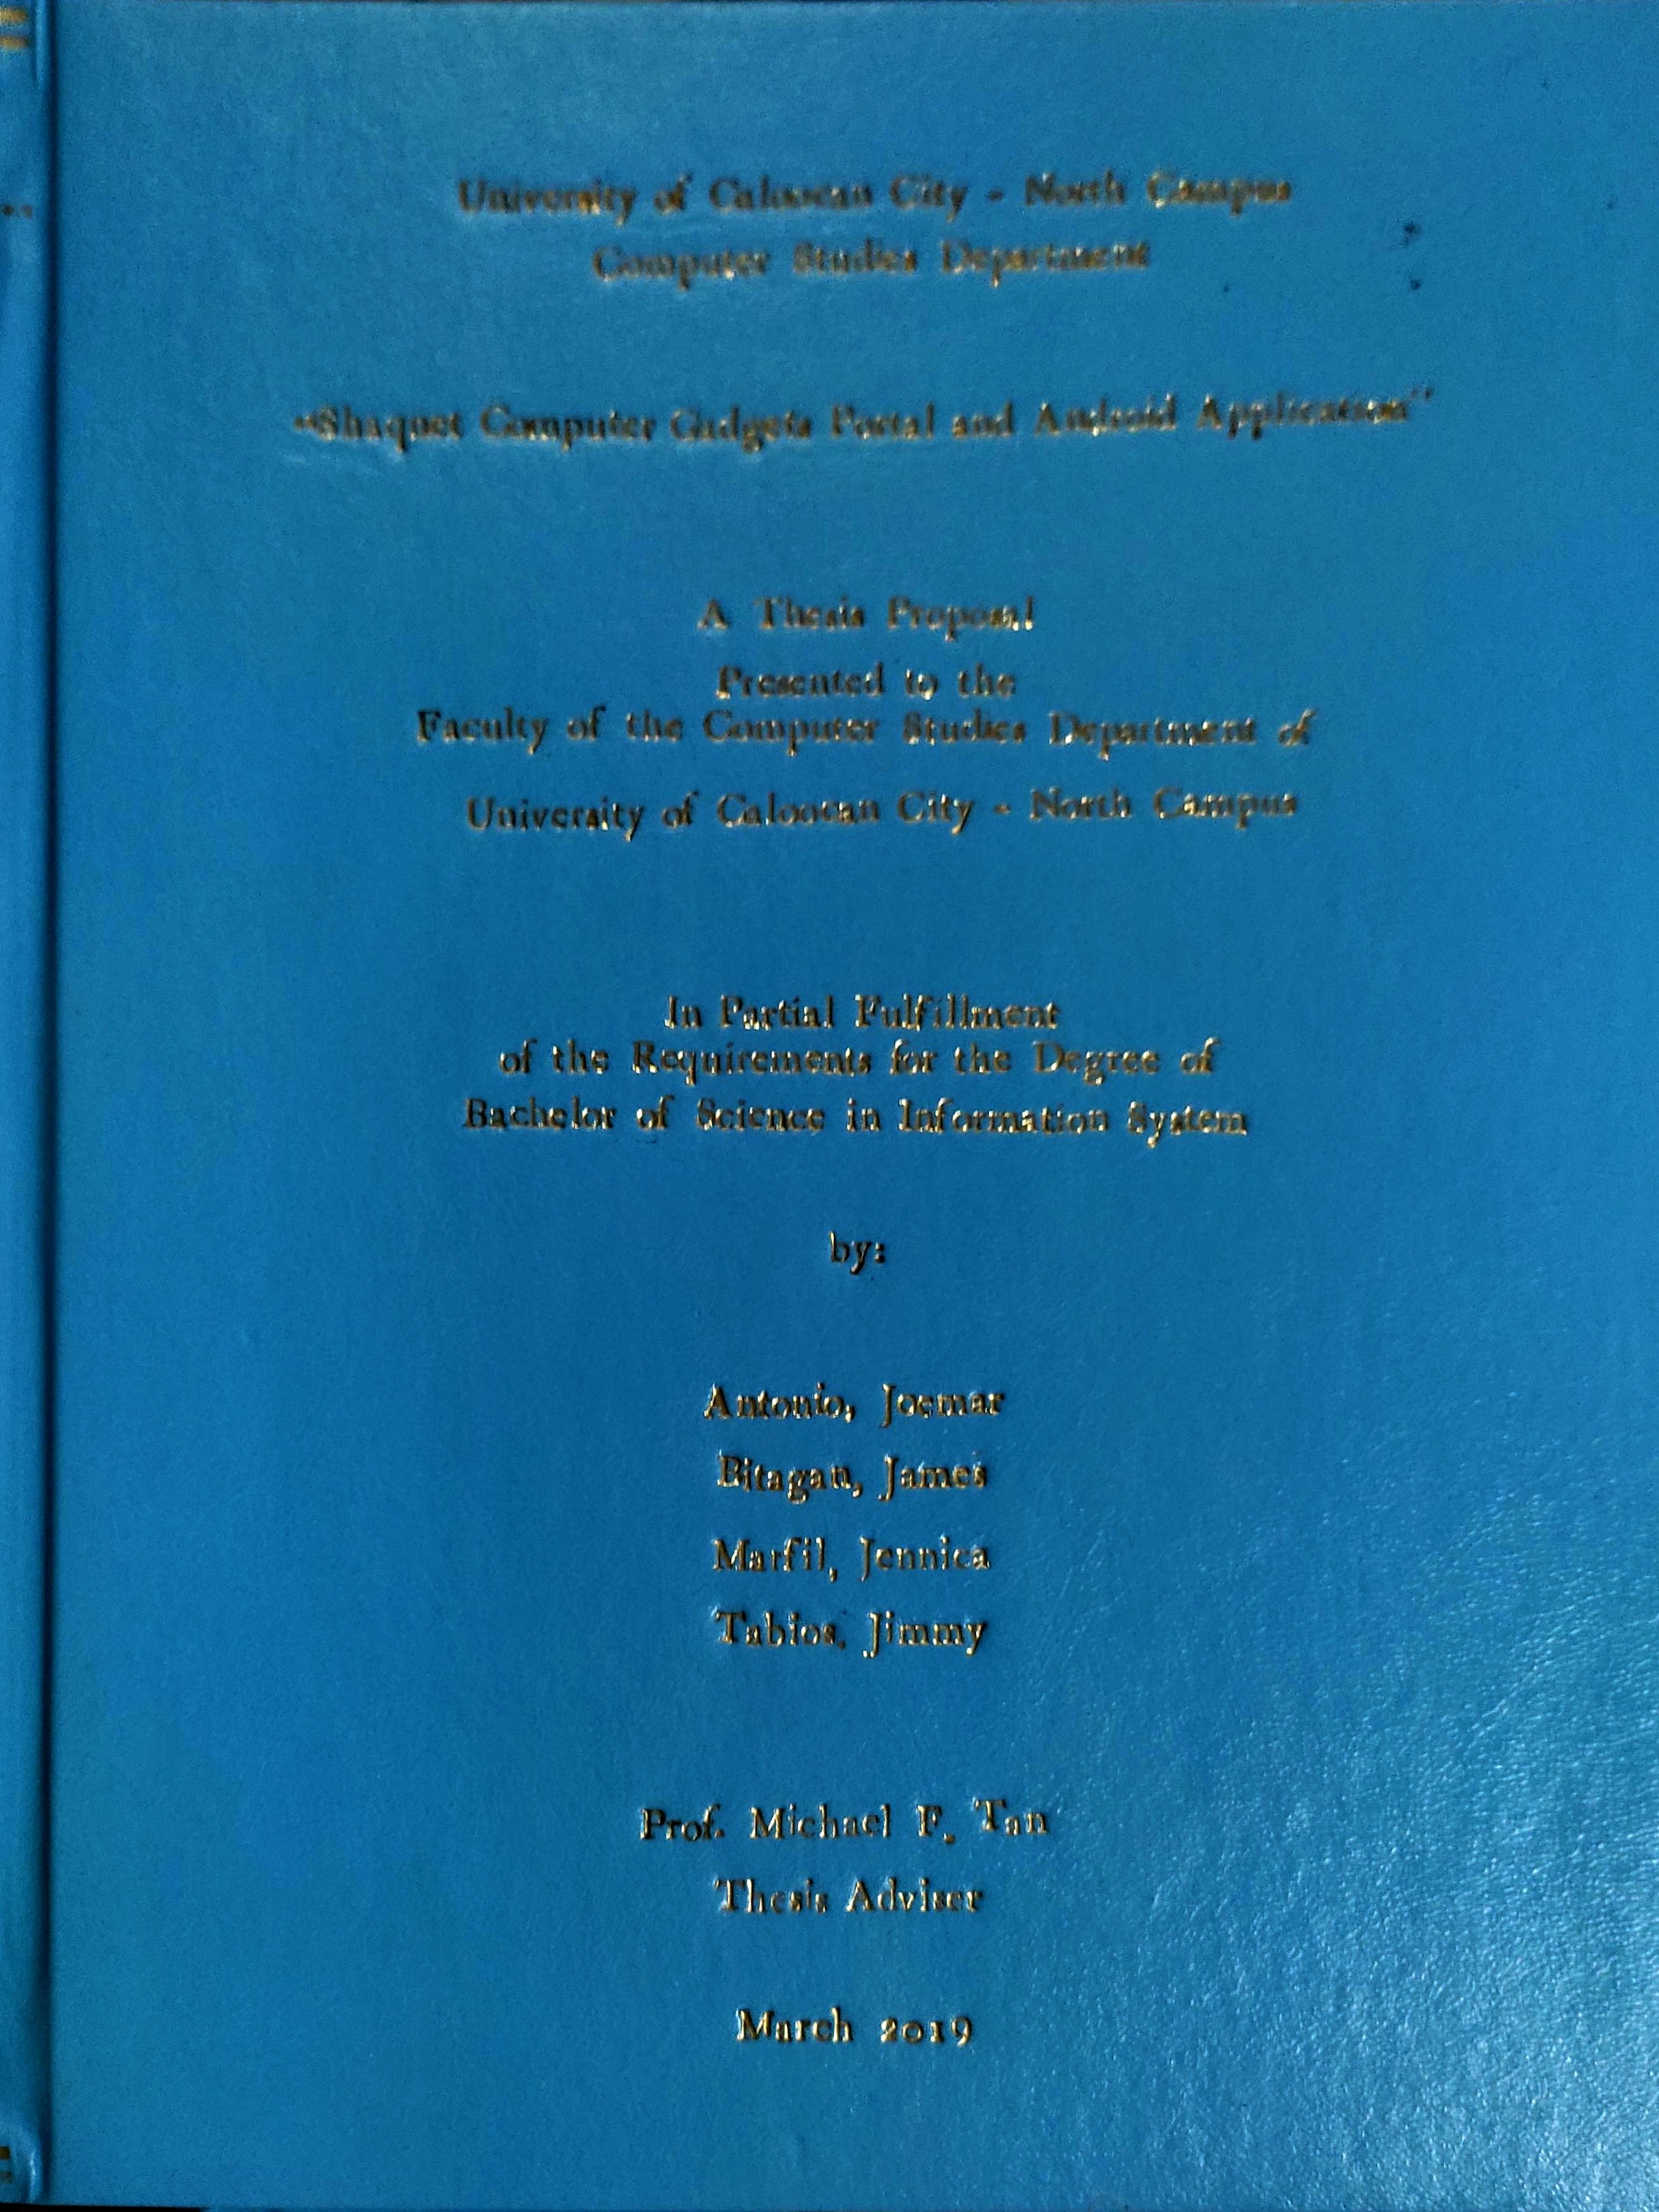 University of Caloocan City - North Campus
Computer Studies Department
"Shaqnet Computer Gadgets Portal and Android Application"
A Thesis Proposal
Presented to the
Faculty of the Computer Studies Department of
University of Caloocan City - North Campus
In Partial Fulfillment
of the Requirements for the Degree of
Bachelor of Science in Information System
by:
Antonio, Joemar
Bitagan, James
Marfil, Jennica
Tabios, Jimmy
Prof. Michael F. Tan
Thesis Adviser
March 2019